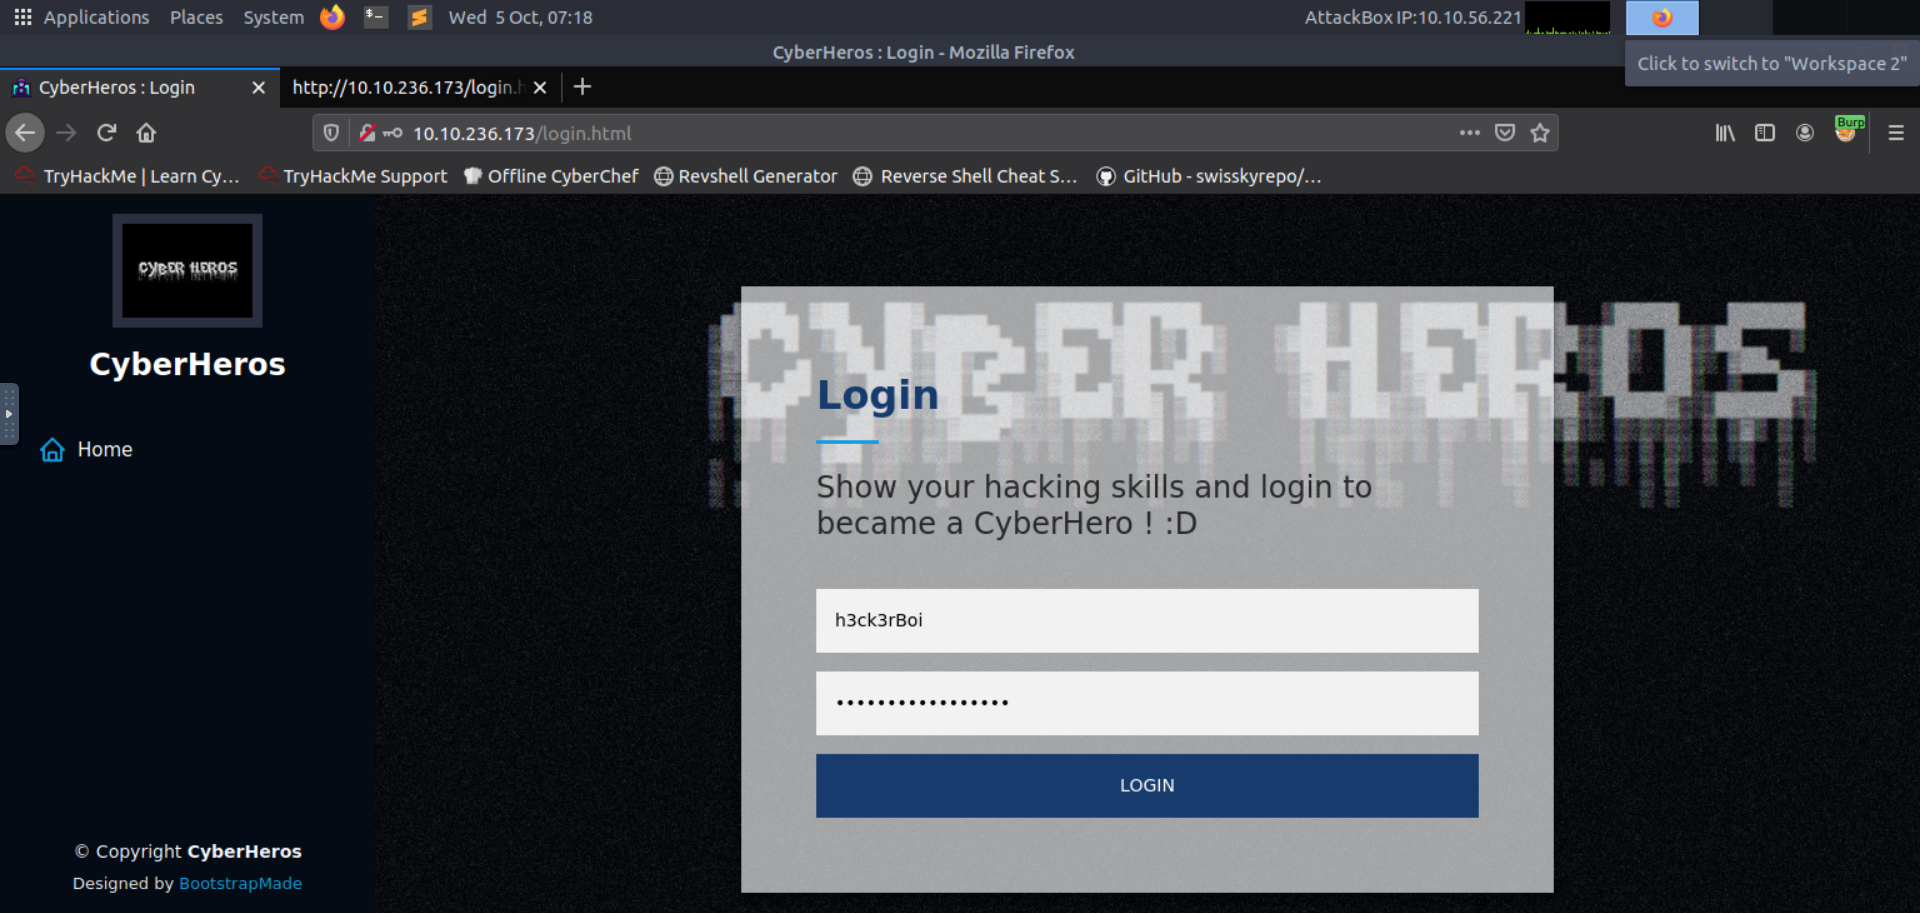 Applications Places System Wed 5 Oct, 07:18 AttackBox IP:10.10.56.221
CyberHeros : Login - Mozilla Firefox
Click to switch to "Workspace 2"
CyberHeros : Login http://10.10.236.173/login.h
10.10.236.173/login.html Burp
TryHackMe | Learn Cy… TryHackMe Support Offline CyberChef Revshell Generator Reverse Shell Cheat S… GitHub - swisskyrepo/…
CYBER HEROS
CYBER HEROS
CyberHeros
Home
Login
Show your hacking skills and login to
became a CyberHero ! :D
h3ck3rBoi
•••••••••••••••••
LOGIN
© Copyright CyberHeros
Designed by BootstrapMade